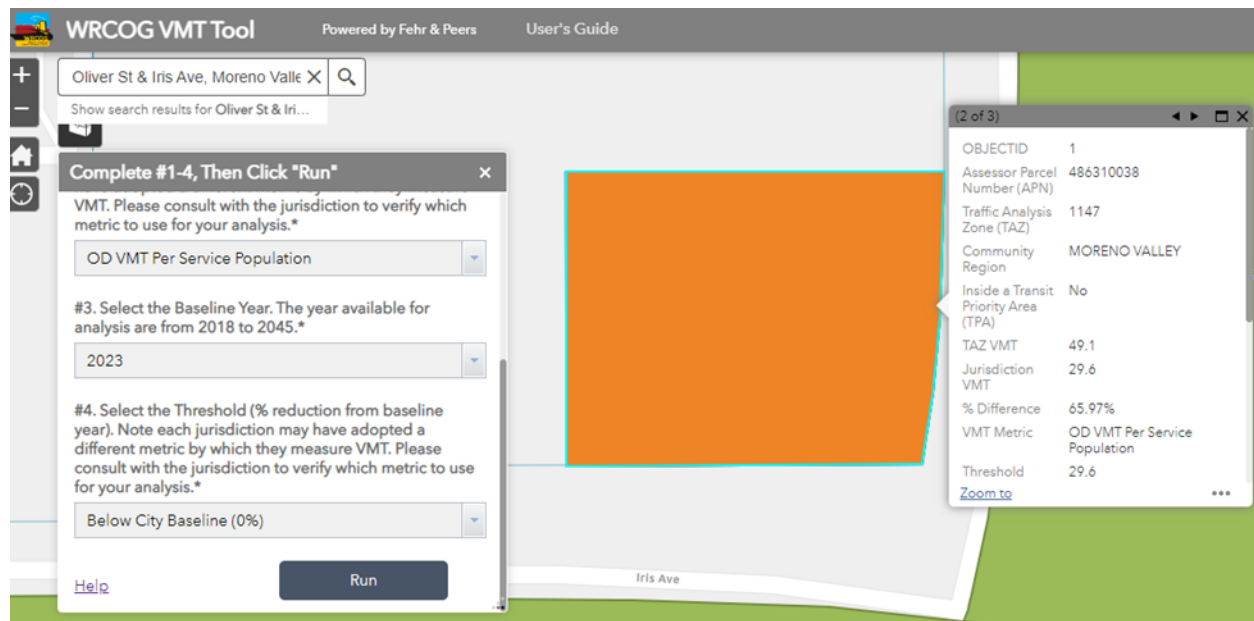 WRCOG VMT Tool
Powered by Fehr & Peers
User's Guide
Oliver St & Iris Ave, Moreno Valle
Show search results for Oliver St & Iri...
Complete #1-4, Then Click "Run"
VMT. Please consult with the jurisdiction to verify which
metric to use for your analysis.*
OD VMT Per Service Population
#3. Select the Baseline Year. The year available for
analysis are from 2018 to 2045.*
2023
#4. Select the Threshold (% reduction from baseline
year). Note each jurisdiction may have adopted a
different metric by which they measure VMT. Please
consult with the jurisdiction to verify which metric to use
for your analysis.*
Below City Baseline (0%)
Help
Run
Iris Ave
(2 of 3)
OBJECTID 1
Assessor Parcel 486310038
Number (APN)
Traffic Analysis 1147
Zone (TAZ)
Community MORENO VALLEY
Region
Inside a Transit No
Priority Area
(TPA)
TAZ VMT 49.1
Jurisdiction 29.6
VMT
% Difference 65.97%
VMT Metric OD VMT Per Service
Population
Threshold 29.6
Zoom to